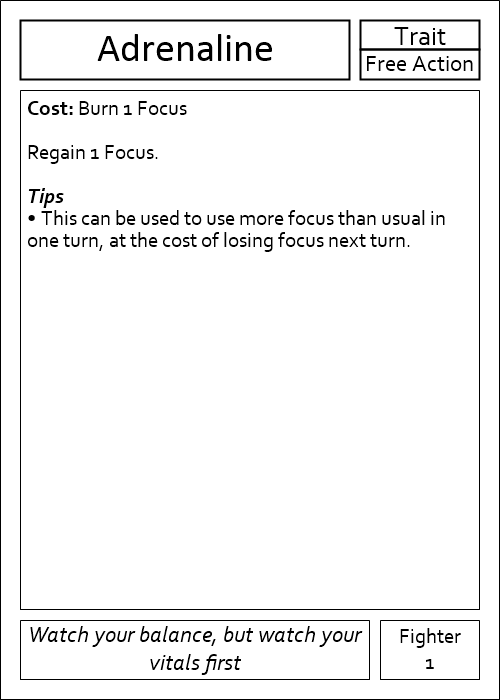 Adrenaline
Trait
Free Action
Cost: Burn 1 Focus
Regain 1 Focus.
Tips
• This can be used to use more focus than usual in
one turn, at the cost of losing focus next turn.
Watch your balance, but watch your
vitals first
Fighter
1